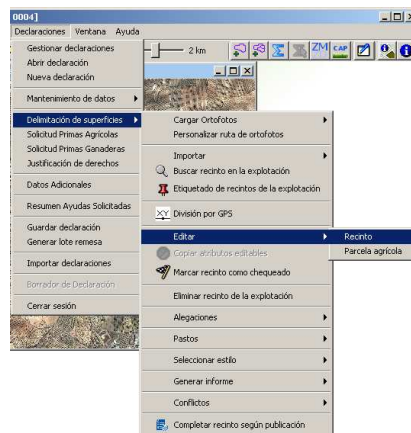 0004]
Declaraciones Ventana Ayuda
2 km
ZM
CAP
Gestionar declaraciones
Abrir declaración
Nueva declaración
Mantenimiento de datos
Delimitación de superficies
Solicitud Primas Agrícolas
Solicitud Primas Ganaderas
Justificación de derechos
Datos Adicionales
Resumen Ayudas Solicitadas
Guardar declaración
Generar lote remesa
Importar declaraciones
Borrador de Declaración
Cerrar sesión
Cargar Ortofotos
Personalizar ruta de ortofotos
Importar
Buscar recinto en la explotación
Etiquetado de recintos de la explotación
XY División por GPS
Editar
Copiar atributos editables
Marcar recinto como chequeado
Eliminar recinto de la explotación
Alegaciones
Pastos
Seleccionar estilo
Generar informe
Conflictos
Completar recinto según publicación
Recinto
Parcela agrícola